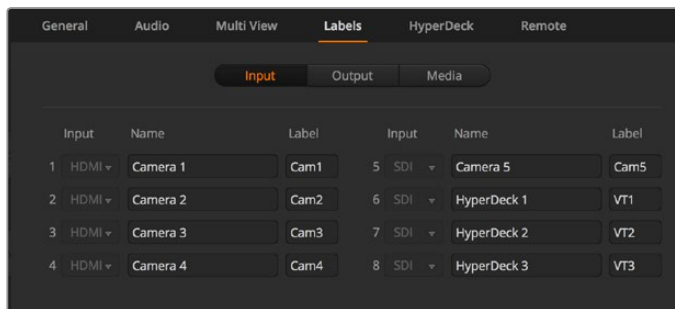 General Audio Multi View Labels HyperDeck Remote
Input Output Media
Input Name Label Input Name Label
1 HDMI Camera 1 Cam1 5 SDI Camera 5 Cam5
2 HDMI Camera 2 Cam2 6 SDI HyperDeck 1 VT1
3 HDMI Camera 3 Cam3 7 SDI HyperDeck 2 VT2
4 HDMI Camera 4 Cam4 8 SDI HyperDeck 3 VT3